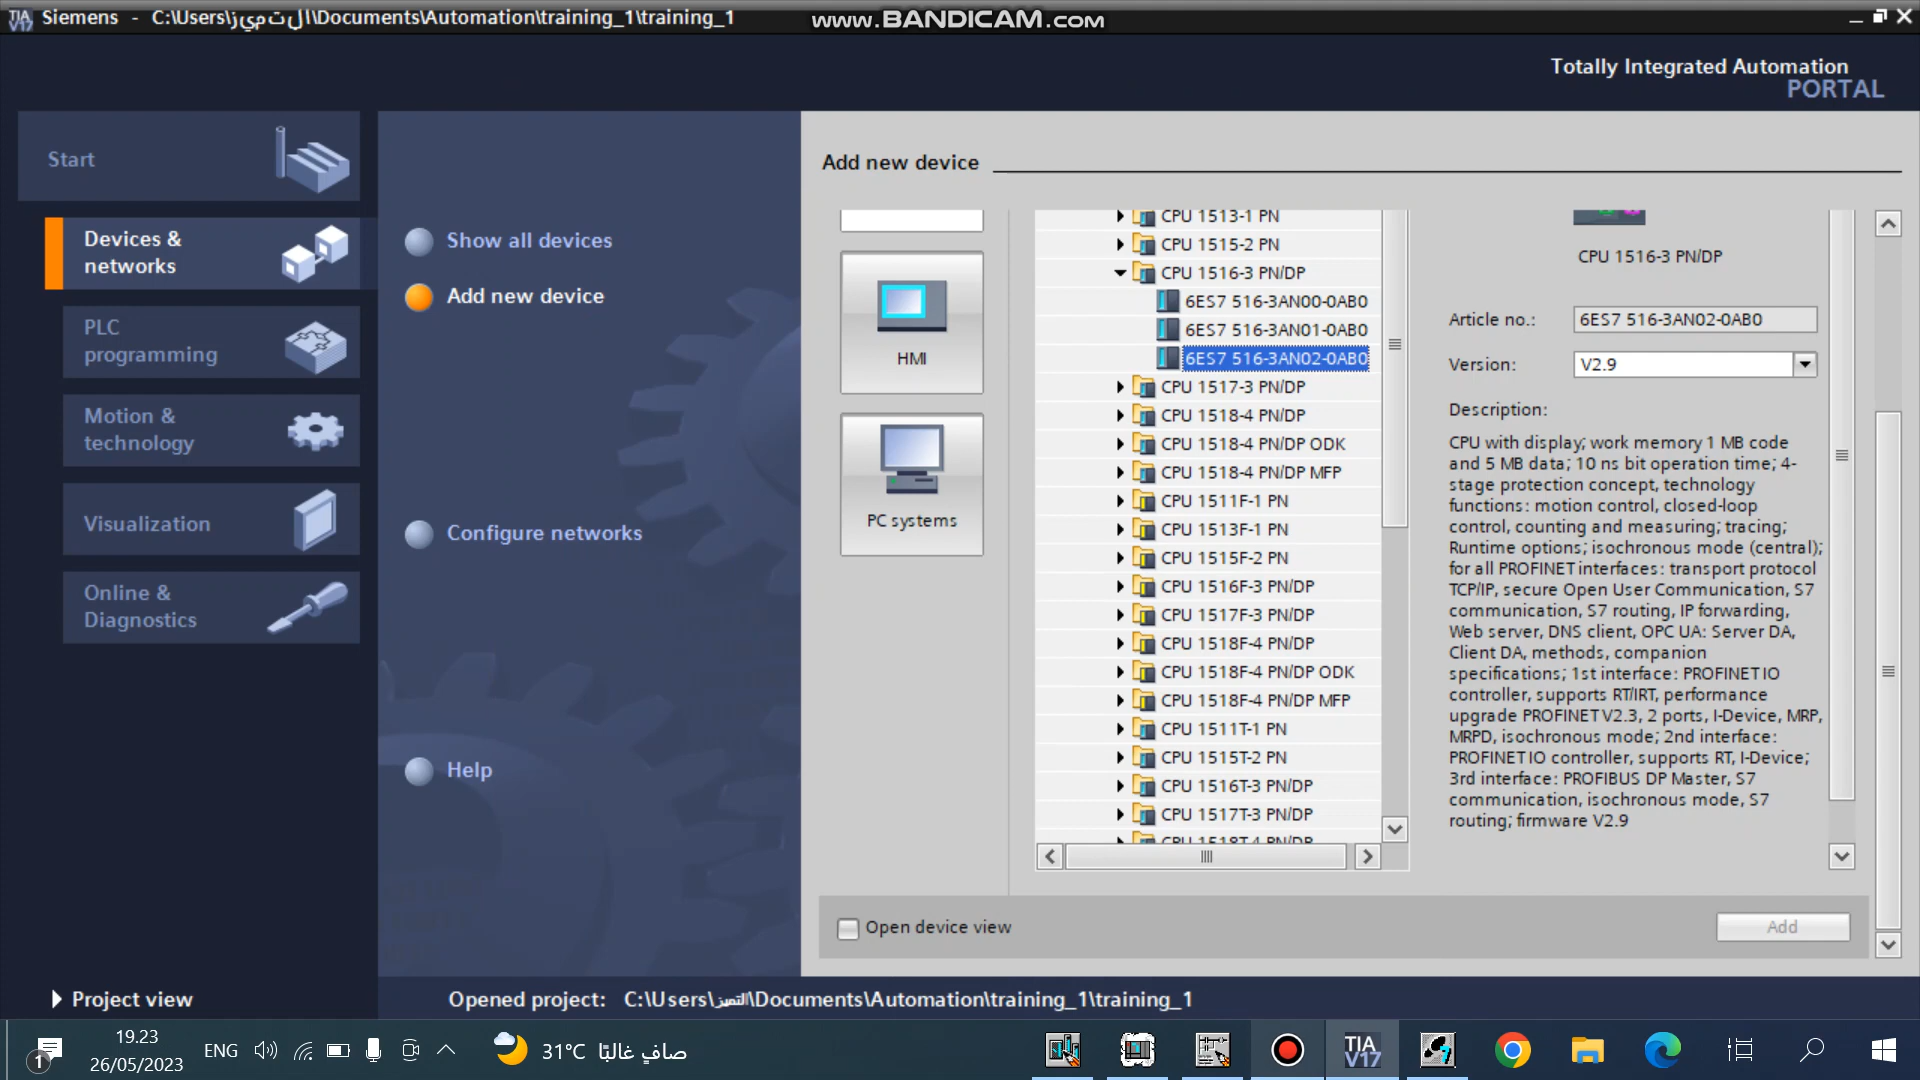 TIA V17 Siemens - C:\Users\التميز\Documents\Automation\training_1\training_1
www.BANDICAM.com
Totally Integrated Automation
PORTAL
Start
Devices &
networks
PLC
programming
Motion &
technology
Visualization
Online &
Diagnostics
Project view
Show all devices
Add new device
Configure networks
Help
Add new device
HMI
PC systems
CPU 1513-1 PN
CPU 1515-2 PN
CPU 1516-3 PN/DP
6ES7 516-3AN00-0AB0
6ES7 516-3AN01-0AB0
6ES7 516-3AN02-0AB0
CPU 1517-3 PN/DP
CPU 1518-4 PN/DP
CPU 1518-4 PN/DP ODK
CPU 1518-4 PN/DP MFP
CPU 1511F-1 PN
CPU 1513F-1 PN
CPU 1515F-2 PN
CPU 1516F-3 PN/DP
CPU 1517F-3 PN/DP
CPU 1518F-4 PN/DP
CPU 1518F-4 PN/DP ODK
CPU 1518F-4 PN/DP MFP
CPU 1511T-1 PN
CPU 1515T-2 PN
CPU 1516T-3 PN/DP
CPU 1517T-3 PN/DP
CPU 1518T-4 PN/DP
CPU 1516-3 PN/DP
Article no.: 6ES7 516-3AN02-0AB0
Version: V2.9
Description:
CPU with display; work memory 1 MB code
and 5 MB data; 10 ns bit operation time; 4-
stage protection concept, technology
functions: motion control, closed-loop
control, counting and measuring; tracing;
Runtime options; isochronous mode (central);
for all PROFINET interfaces: transport protocol
TCP/IP, secure Open User Communication, S7
communication, S7 routing, IP forwarding,
Web server, DNS client, OPC UA: Server DA,
Client DA, methods, companion
specifications; 1st interface: PROFINET IO
controller, supports RT/IRT, performance
upgrade PROFINET V2.3, 2 ports, I-Device, MRP,
MRPD, isochronous mode; 2nd interface:
PROFINET IO controller, supports RT, I-Device;
3rd interface: PROFIBUS DP Master, S7
communication, isochronous mode, S7
routing; firmware V2.9
Open device view
Add
Opened project: C:\Users\التميز\Documents\Automation\training_1\training_1
1
19.23
26/05/2023
ENG
31°C صافٍ غالبًا
TIA
V17